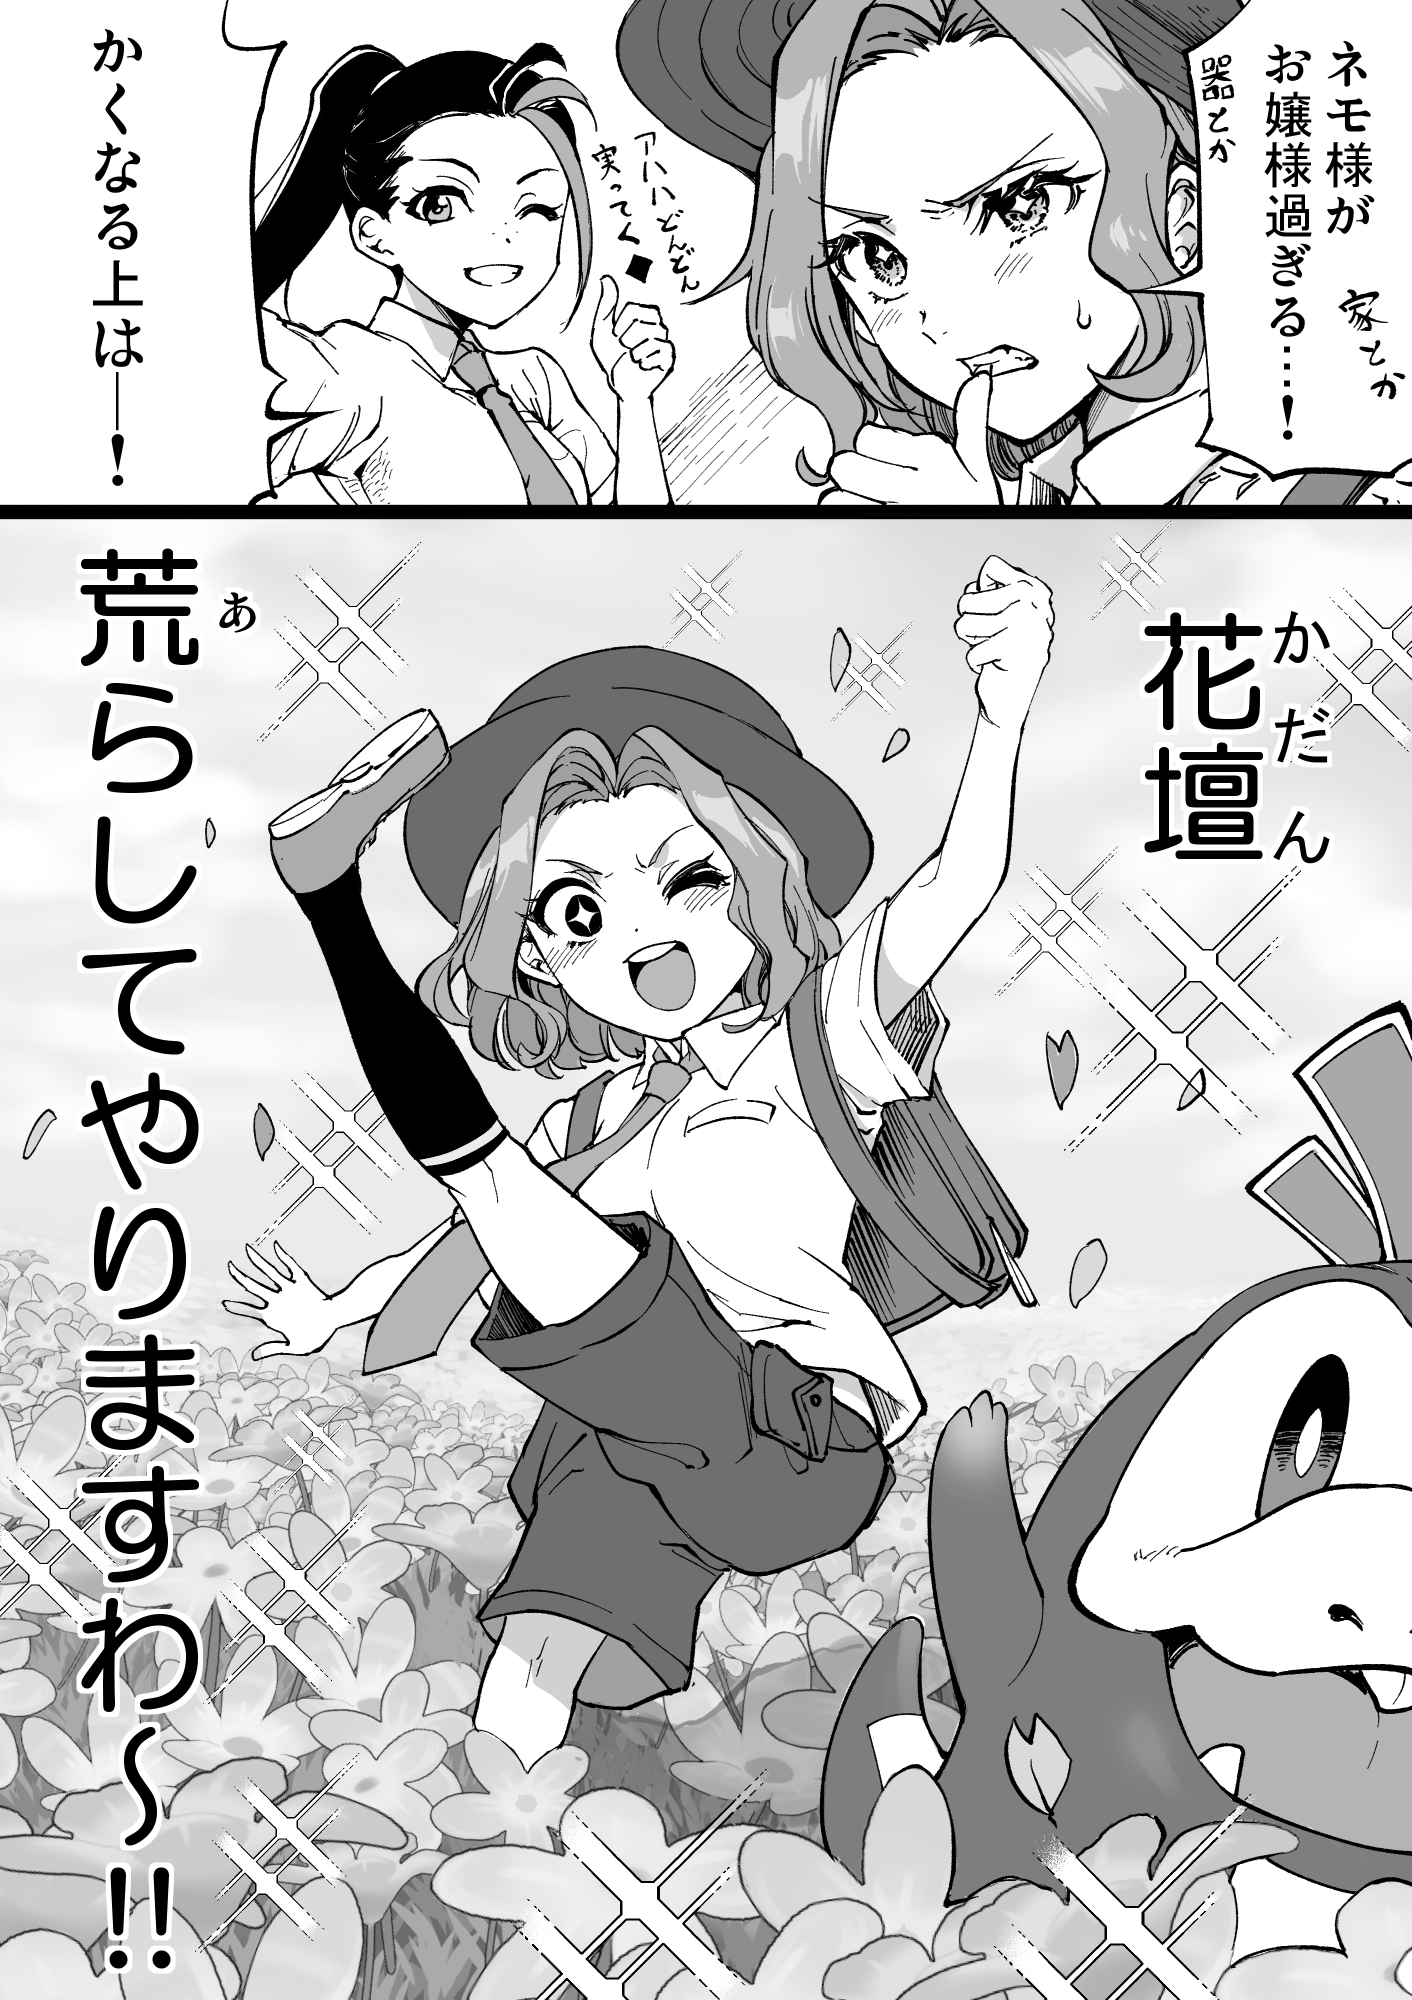 ネモ様が
お嬢様過ぎる…!
家とか
器とか
アハハどんどん
実ってく◆
かくなる上は―!
かだん
花壇
あ
荒らしてやりますわ〜!!